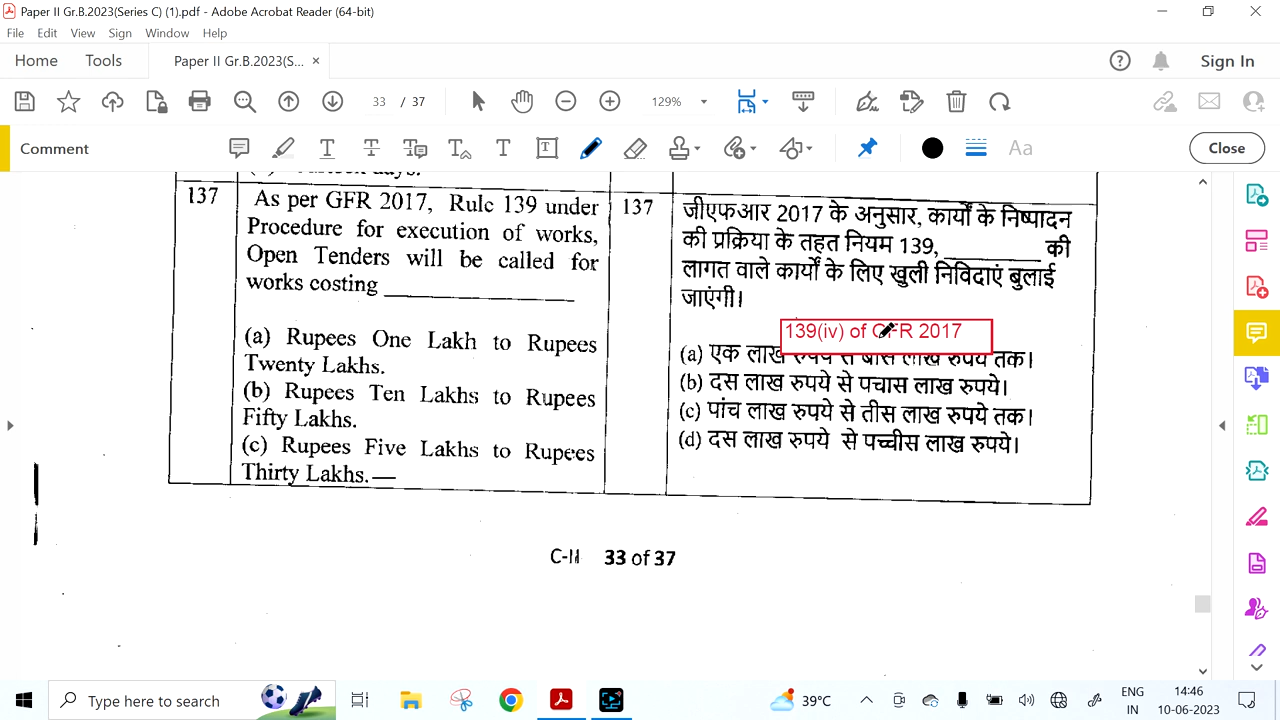 Paper II Gr.B.2023(Series C) (1).pdf - Adobe Acrobat Reader (64-bit)
File Edit View Sign Window Help
Home Tools Paper II Gr.B.2023(S... × Sign In
33 / 37 129%
Comment Aa Close
137 As per GFR 2017, Rule 139 under
Procedure for execution of works,
Open Tenders will be called for
works costing
(a) Rupees One Lakh to Rupees
Twenty Lakhs.
(b) Rupees Ten Lakhs to Rupees
Fifty Lakhs.
(c) Rupees Five Lakhs to Rupees
Thirty Lakhs.
137 जीएफआर 2017 के अनुसार, कार्यों के निष्पादन
की प्रक्रिया के तहत नियम 139, __________ की
लागत वाले कार्यों के लिए खुली निविदाएं बुलाई
जाएंगी।
139(iv) of GFR 2017
(a) एक लाख रुपये से बीस लाख रुपये तक।
(b) दस लाख रुपये से पचास लाख रुपये।
(c) पांच लाख रुपये से तीस लाख रुपये तक।
(d) दस लाख रुपये से पच्चीस लाख रुपये।
C-II 33 of 37
Type here to search 39°C ENG 14:46
IN 10-06-2023